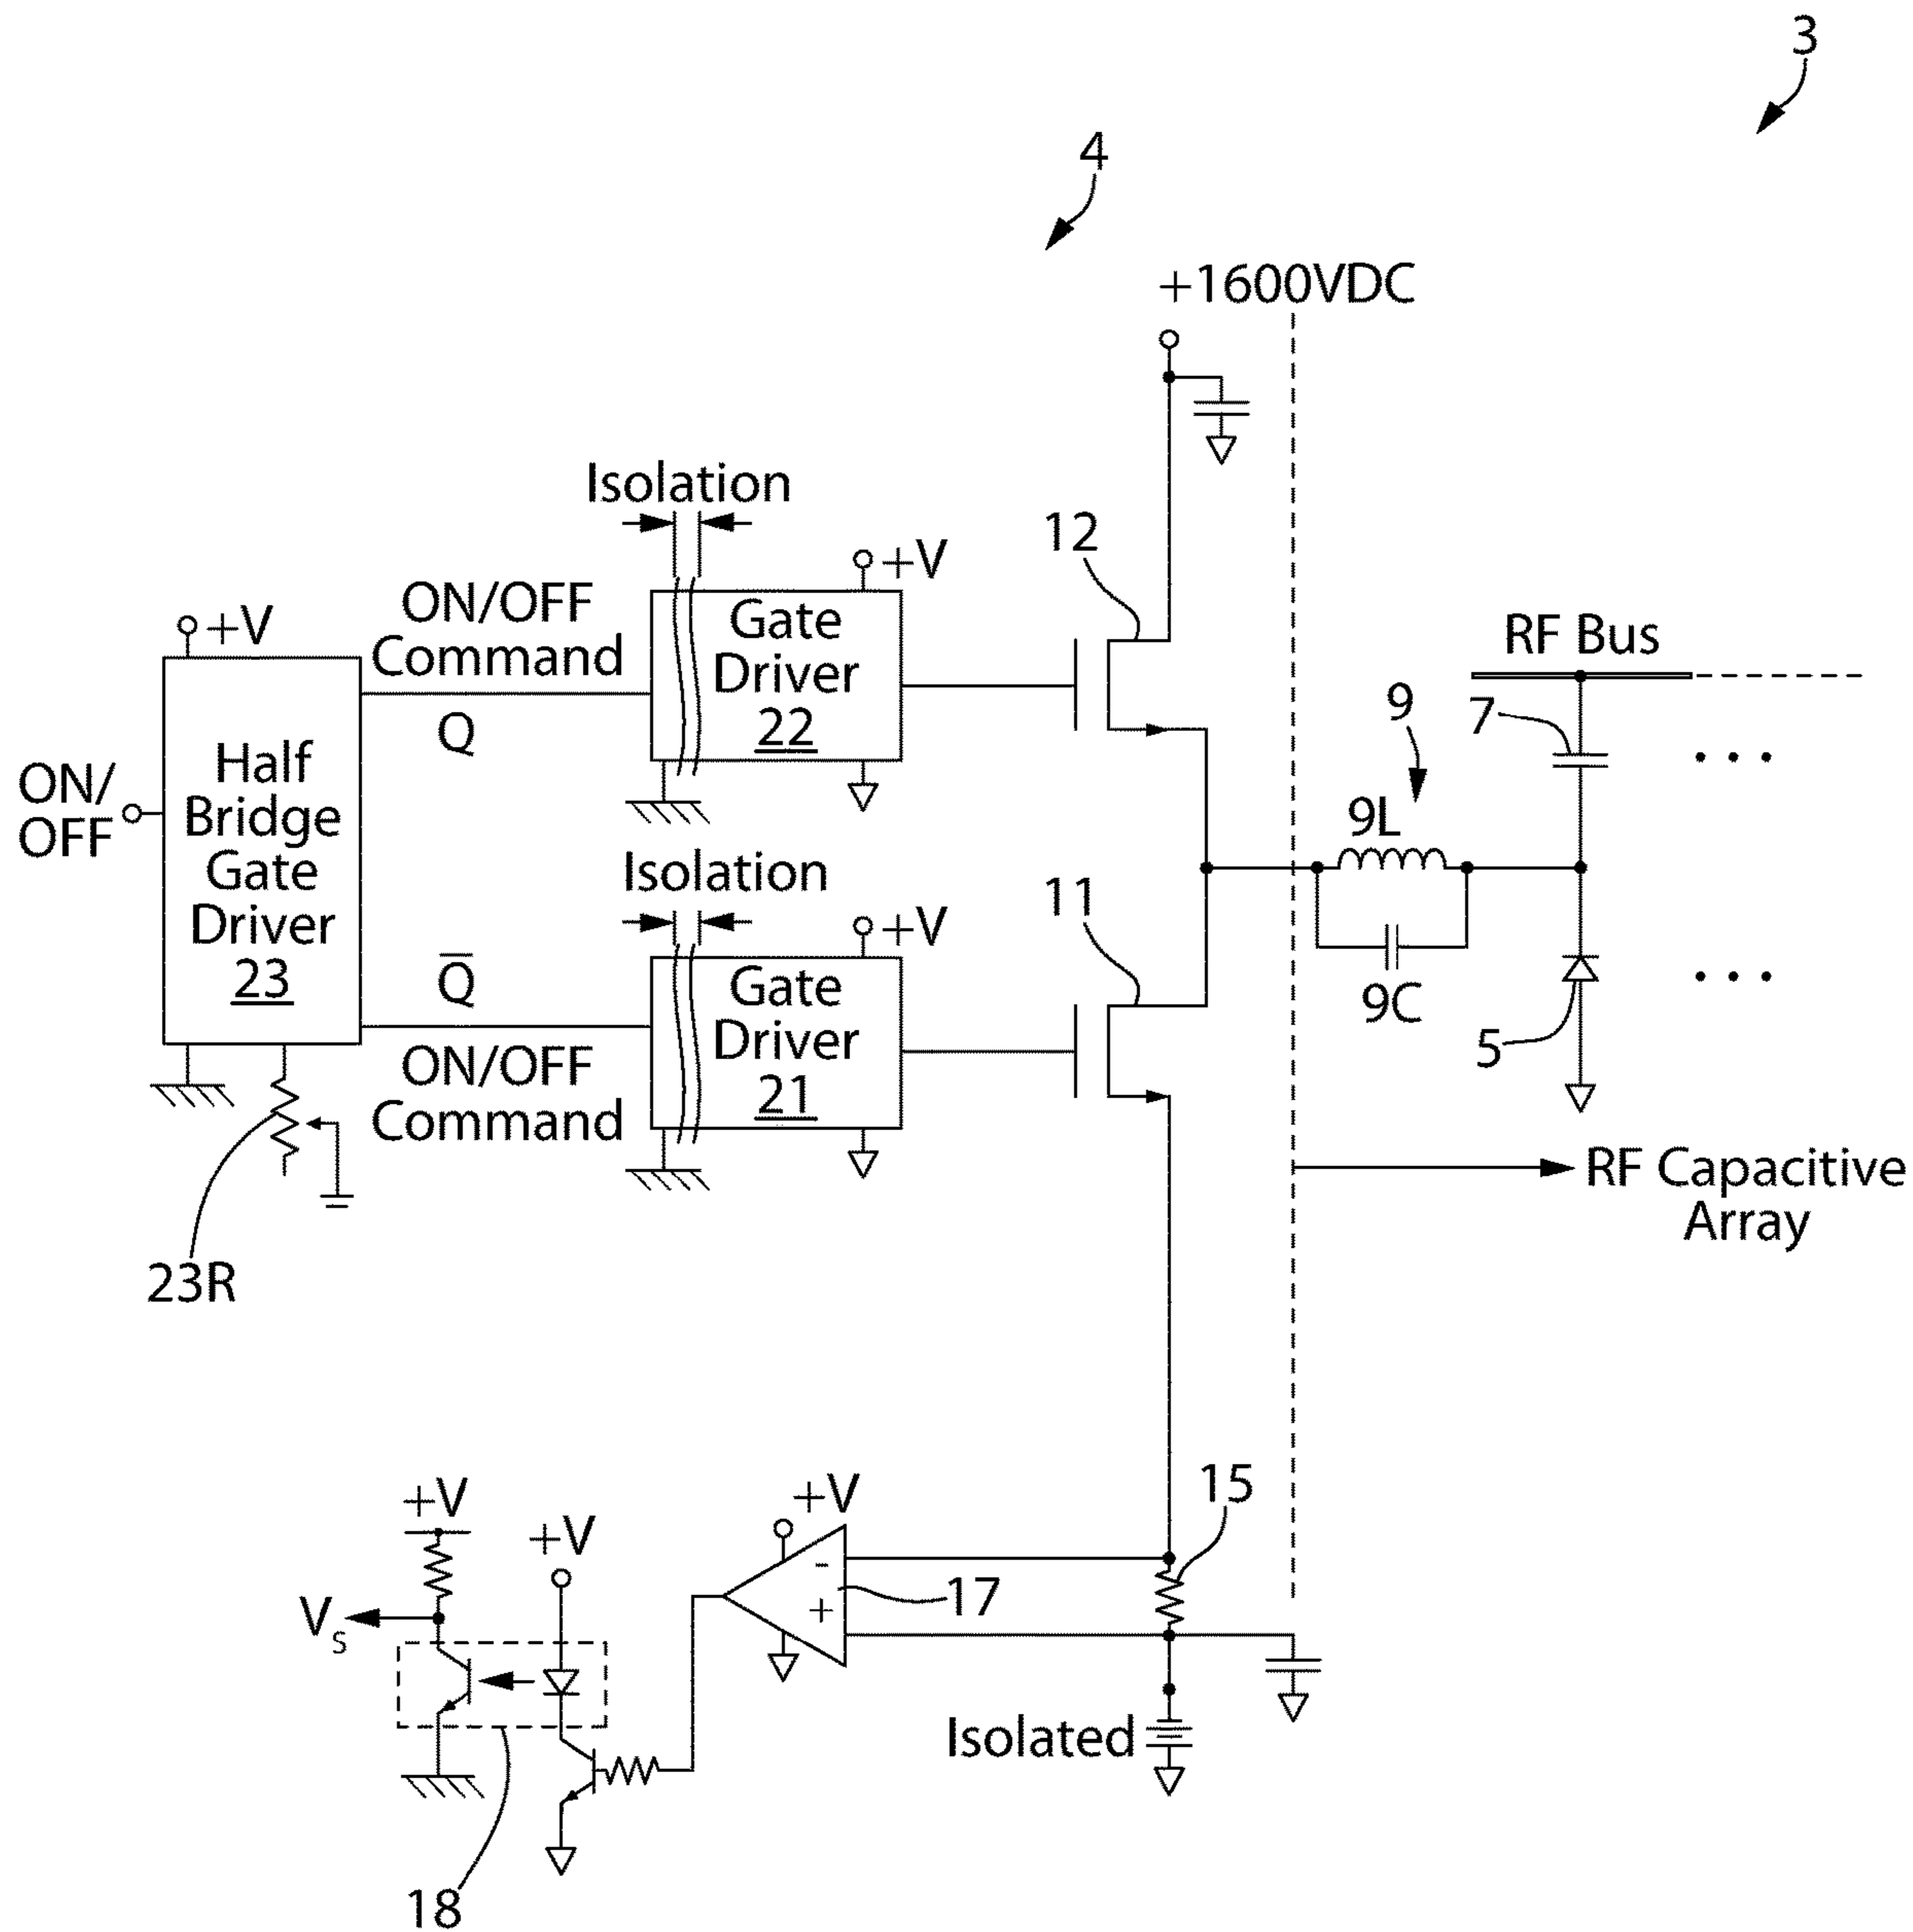 3
4
+1600VDC
Isolation
12
+V
ON/OFF
Command
Gate
Driver
22
+V
Q
RF Bus
9
7
Half
Bridge
Gate
Driver
23
ON/
OFF
9L
Isolation
11
+V
Q̅
Gate
Driver
21
9C
5
ON/OFF
Command
RF Capacitive
Array
23R
15
+V
+V
+V
-
+
17
VS
Isolated
18